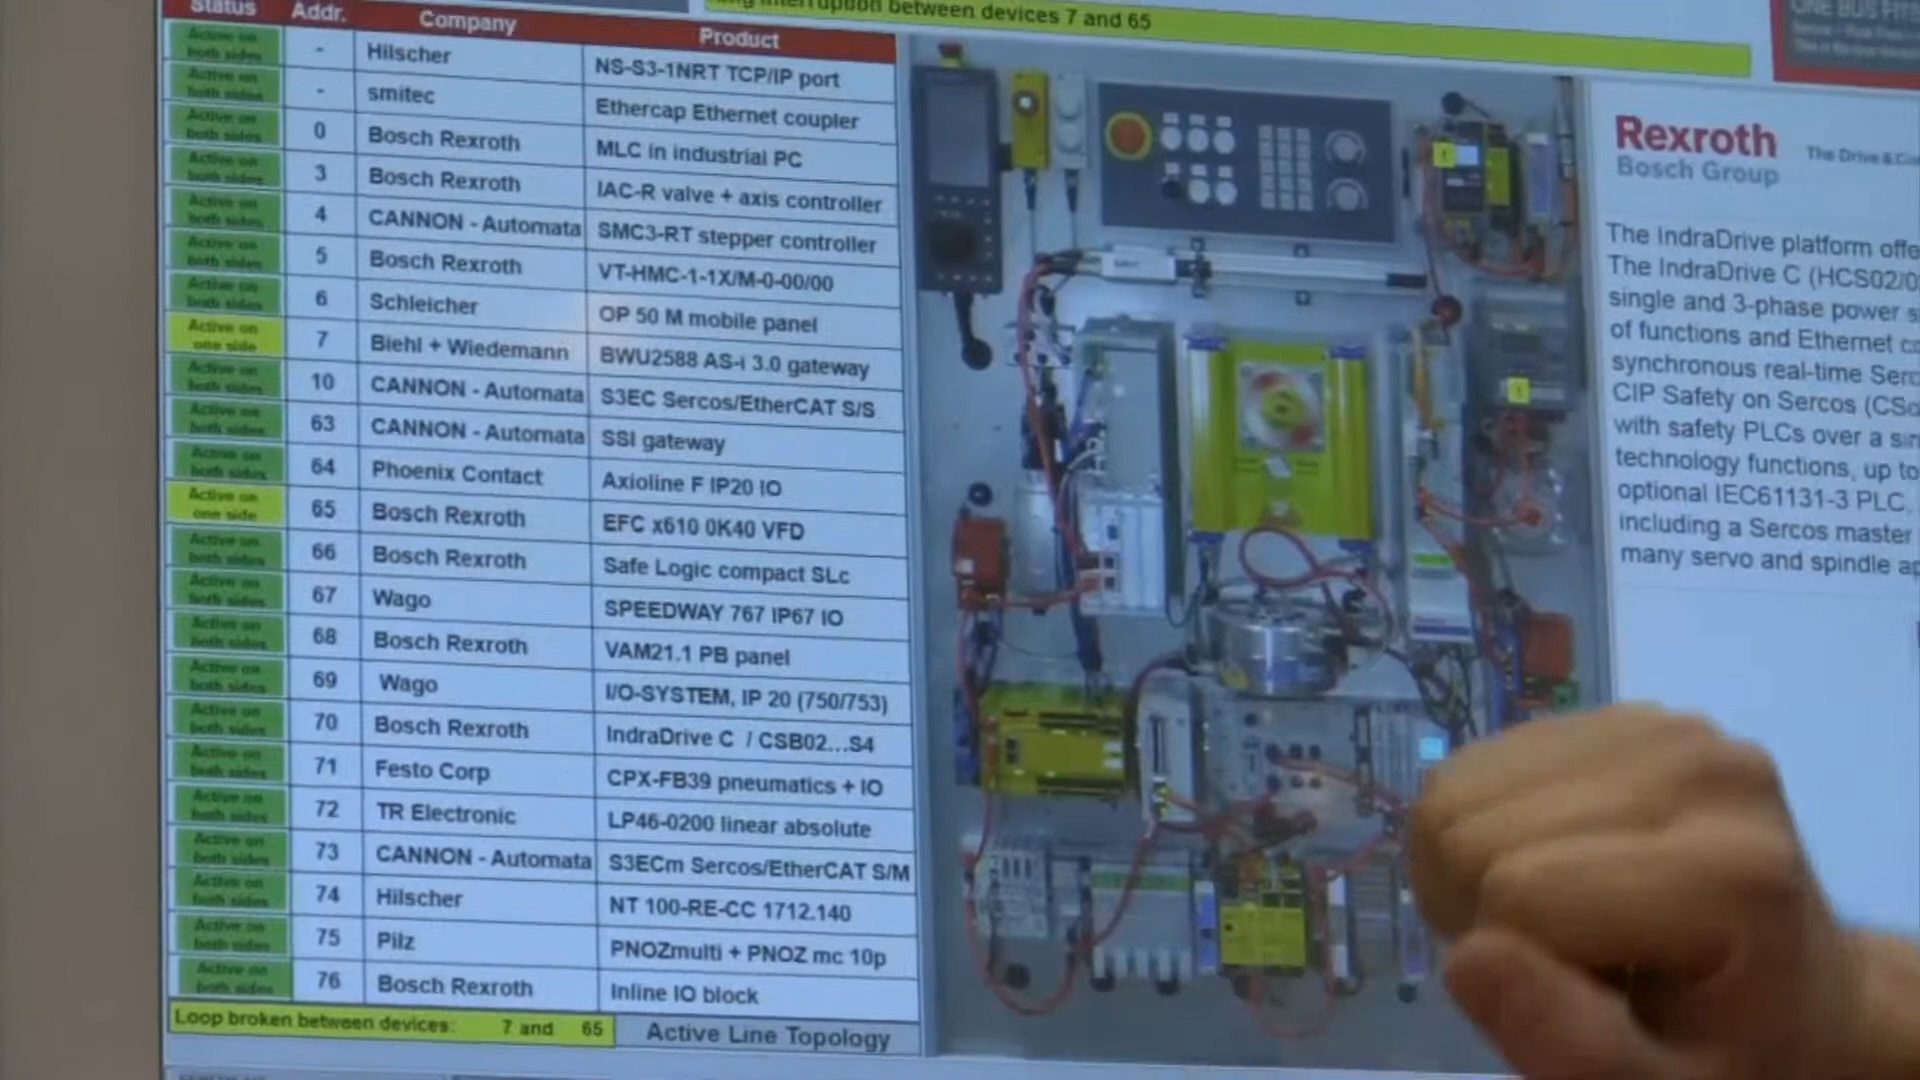 interruption between devices 7 and 65
ONE BUS FITS
Status Addr. Company Product
Active on both sides - Hilscher NS-S3-1NRT TCP/IP port
Active on both sides - smitec Ethercap Ethernet coupler
Active on both sides 0 Bosch Rexroth MLC in industrial PC
Active on both sides 3 Bosch Rexroth IAC-R valve + axis controller
Active on both sides 4 CANNON - Automata SMC3-RT stepper controller
Active on both sides 5 Bosch Rexroth VT-HMC-1-1X/M-0-00/00
Active on both sides 6 Schleicher OP 50 M mobile panel
Active on one side 7 Biehl + Wiedemann BWU2588 AS-i 3.0 gateway
Active on both sides 10 CANNON - Automata S3EC Sercos/EtherCAT S/S
Active on both sides 63 CANNON - Automata SSI gateway
Active on both sides 64 Phoenix Contact Axioline F IP20 IO
Active on one side 65 Bosch Rexroth EFC x610 0K40 VFD
Active on both sides 66 Bosch Rexroth Safe Logic compact SLc
Active on both sides 67 Wago SPEEDWAY 767 IP67 IO
Active on both sides 68 Bosch Rexroth VAM21.1 PB panel
Active on both sides 69 Wago I/O-SYSTEM, IP 20 (750/753)
Active on both sides 70 Bosch Rexroth IndraDrive C / CSB02...S4
Active on both sides 71 Festo Corp CPX-FB39 pneumatics + IO
Active on both sides 72 TR Electronic LP46-0200 linear absolute
Active on both sides 73 CANNON - Automata S3ECm Sercos/EtherCAT S/M
Active on both sides 74 Hilscher NT 100-RE-CC 1712.140
Active on both sides 75 Pilz PNOZmulti + PNOZ mc 10p
Active on both sides 76 Bosch Rexroth Inline IO block
Loop broken between devices: 7 and 65 Active Line Topology
Rexroth
Bosch Group
The Drive & Co
The IndraDrive platform offe
The IndraDrive C (HCS02/0
single and 3-phase power s
of functions and Ethernet co
synchronous real-time Serc
CIP Safety on Sercos (CSo
with safety PLCs over a sin
technology functions, up to
optional IEC61131-3 PLC,
including a Sercos master
many servo and spindle ap